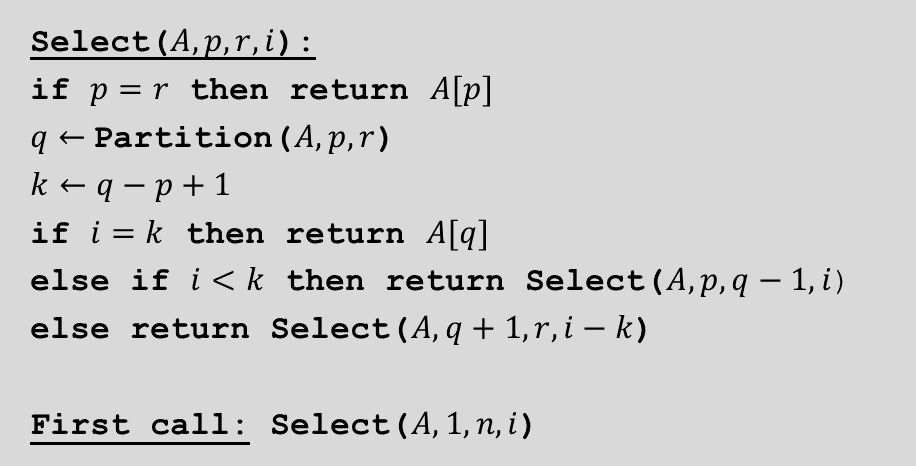 Select(A,p,r,i):
if p = r then return A[p]
q ← Partition(A,p,r)
k ← q − p + 1
if i = k then return A[q]
else if i < k then return Select(A,p,q − 1,i)
else return Select(A,q + 1,r,i − k)
First call: Select(A,1,n,i)